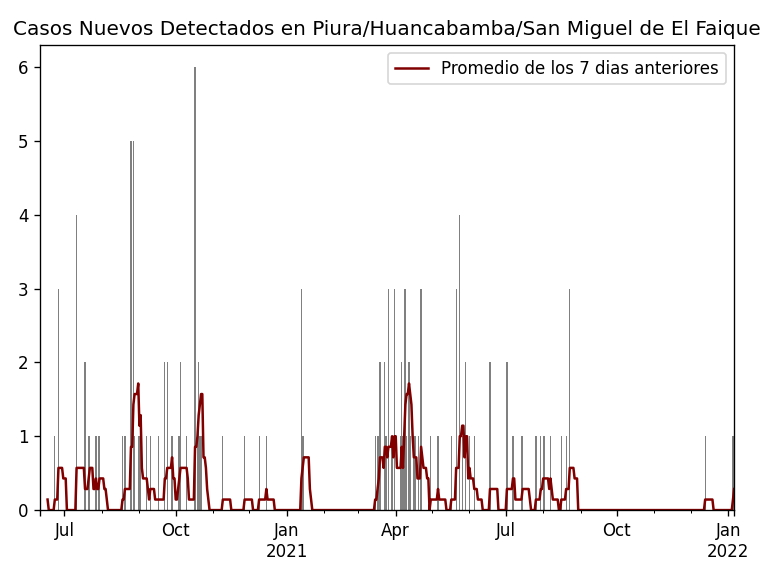 Casos Nuevos Detectados en Piura/Huancabamba/San Miguel de El Faique
Promedio de los 7 dias anteriores
6
5
4
3
2
1
0
Jul
Oct
Jan
2021
Apr
Jul
Oct
Jan
2022